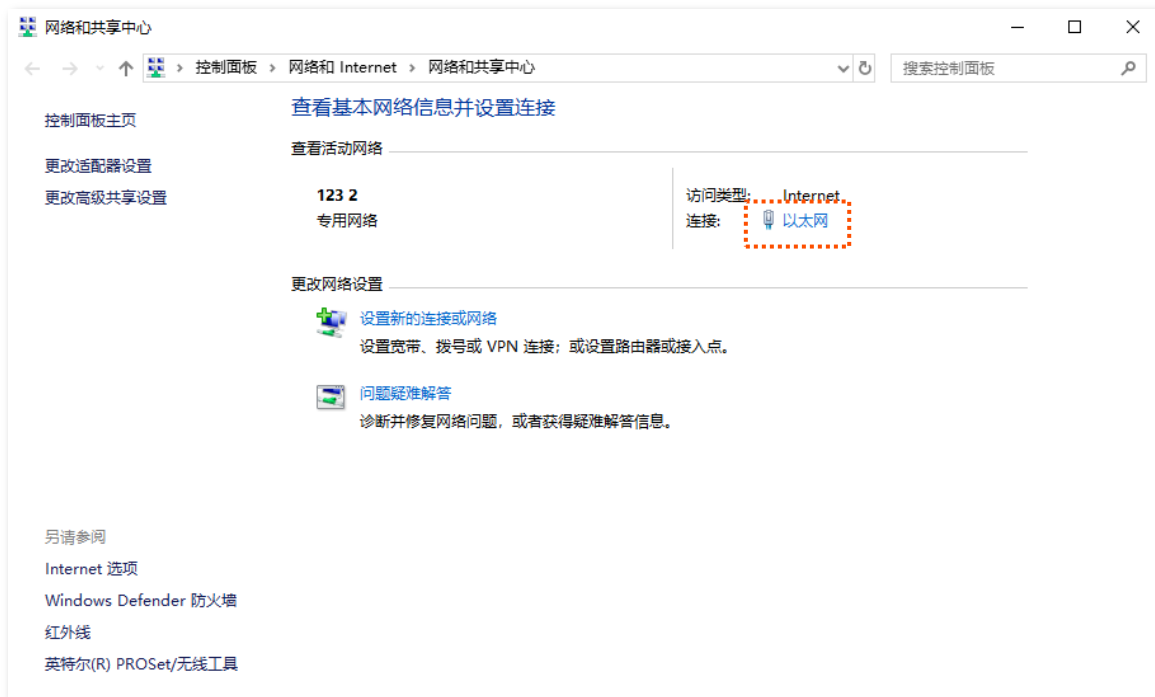 网络和共享中心
控制面板 › 网络和 Internet › 网络和共享中心
搜索控制面板
控制面板主页
更改适配器设置
更改高级共享设置
查看基本网络信息并设置连接
查看活动网络
123 2
专用网络
访问类型: Internet
连接: 以太网
更改网络设置
设置新的连接或网络
设置宽带、拨号或 VPN 连接；或设置路由器或接入点。
问题疑难解答
诊断并修复网络问题，或者获得疑难解答信息。
另请参阅
Internet 选项
Windows Defender 防火墙
红外线
英特尔(R) PROSet/无线工具